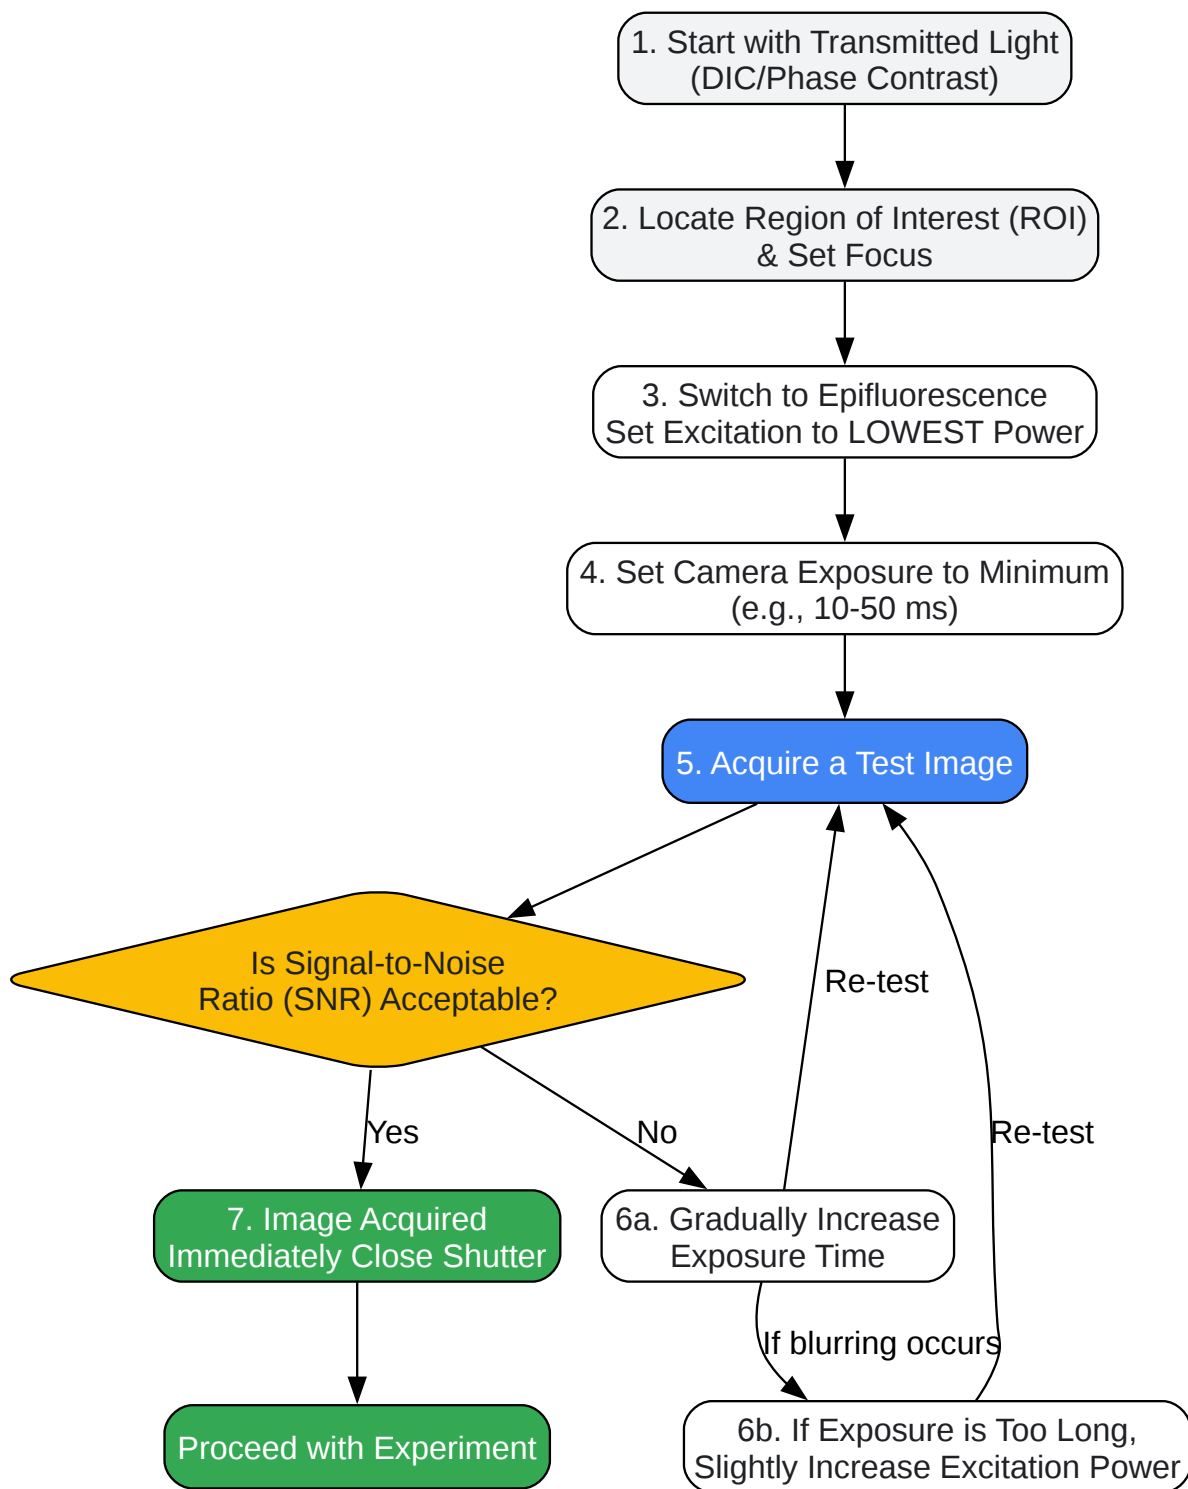 1. Start with Transmitted Light
(DIC/Phase Contrast)
2. Locate Region of Interest (ROI)
& Set Focus
3. Switch to Epifluorescence
Set Excitation to LOWEST Power
4. Set Camera Exposure to Minimum
(e.g., 10-50 ms)
5. Acquire a Test Image
Is Signal-to-Noise
Ratio (SNR) Acceptable?
Re-test
Yes
No
Re-test
7. Image Acquired
Immediately Close Shutter
6a. Gradually Increase
Exposure Time
If blurring occurs
Proceed with Experiment
6b. If Exposure is Too Long,
Slightly Increase Excitation Power